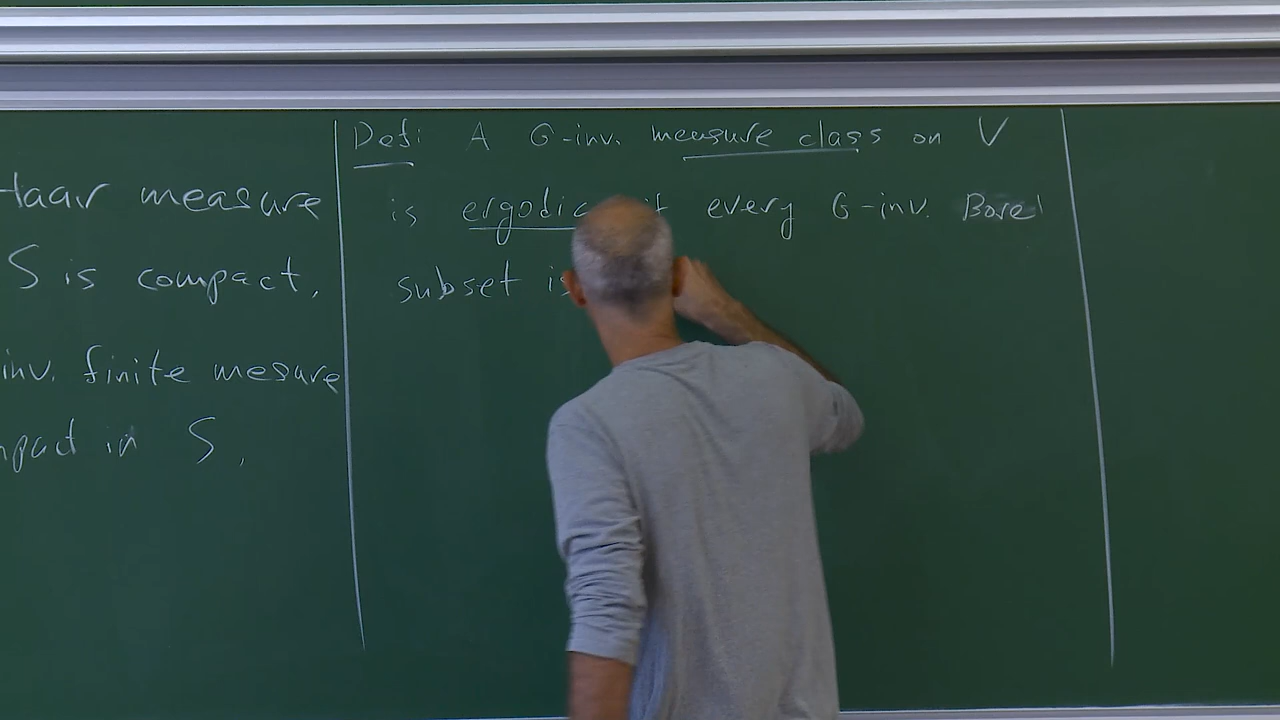 Haar measure
S is compact.
inv. finite mesure
in S.
Def: A G-inv. measure class on V
is ergodic if every G-inv. Borel
subset is